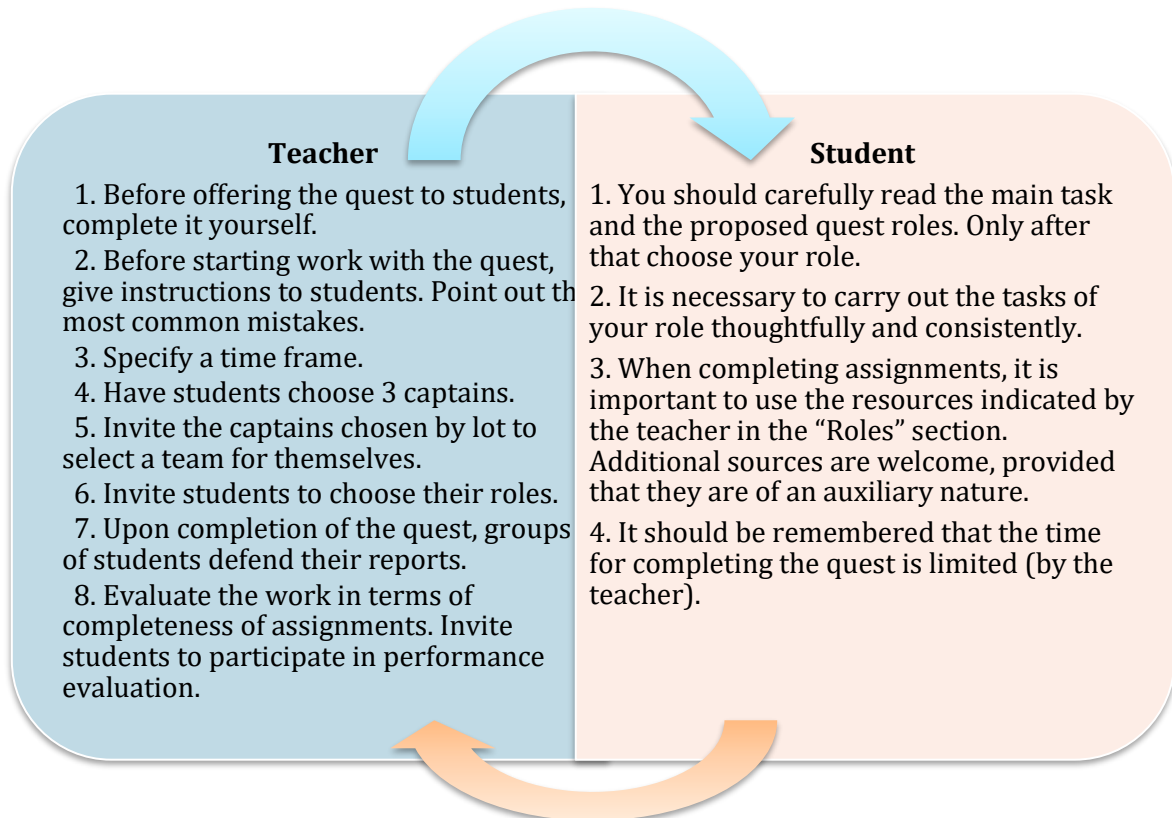 Teacher
1. Before offering the quest to students,
complete it yourself.
2. Before starting work with the quest,
give instructions to students. Point out th
most common mistakes.
3. Specify a time frame.
4. Have students choose 3 captains.
5. Invite the captains chosen by lot to
select a team for themselves.
6. Invite students to choose their roles.
7. Upon completion of the quest, groups
of students defend their reports.
8. Evaluate the work in terms of
completeness of assignments. Invite
students to participate in performance
evaluation.
Student
1. You should carefully read the main task
and the proposed quest roles. Only after
that choose your role.
2. It is necessary to carry out the tasks of
your role thoughtfully and consistently.
3. When completing assignments, it is
important to use the resources indicated by
the teacher in the “Roles” section.
Additional sources are welcome, provided
that they are of an auxiliary nature.
4. It should be remembered that the time
for completing the quest is limited (by the
teacher).